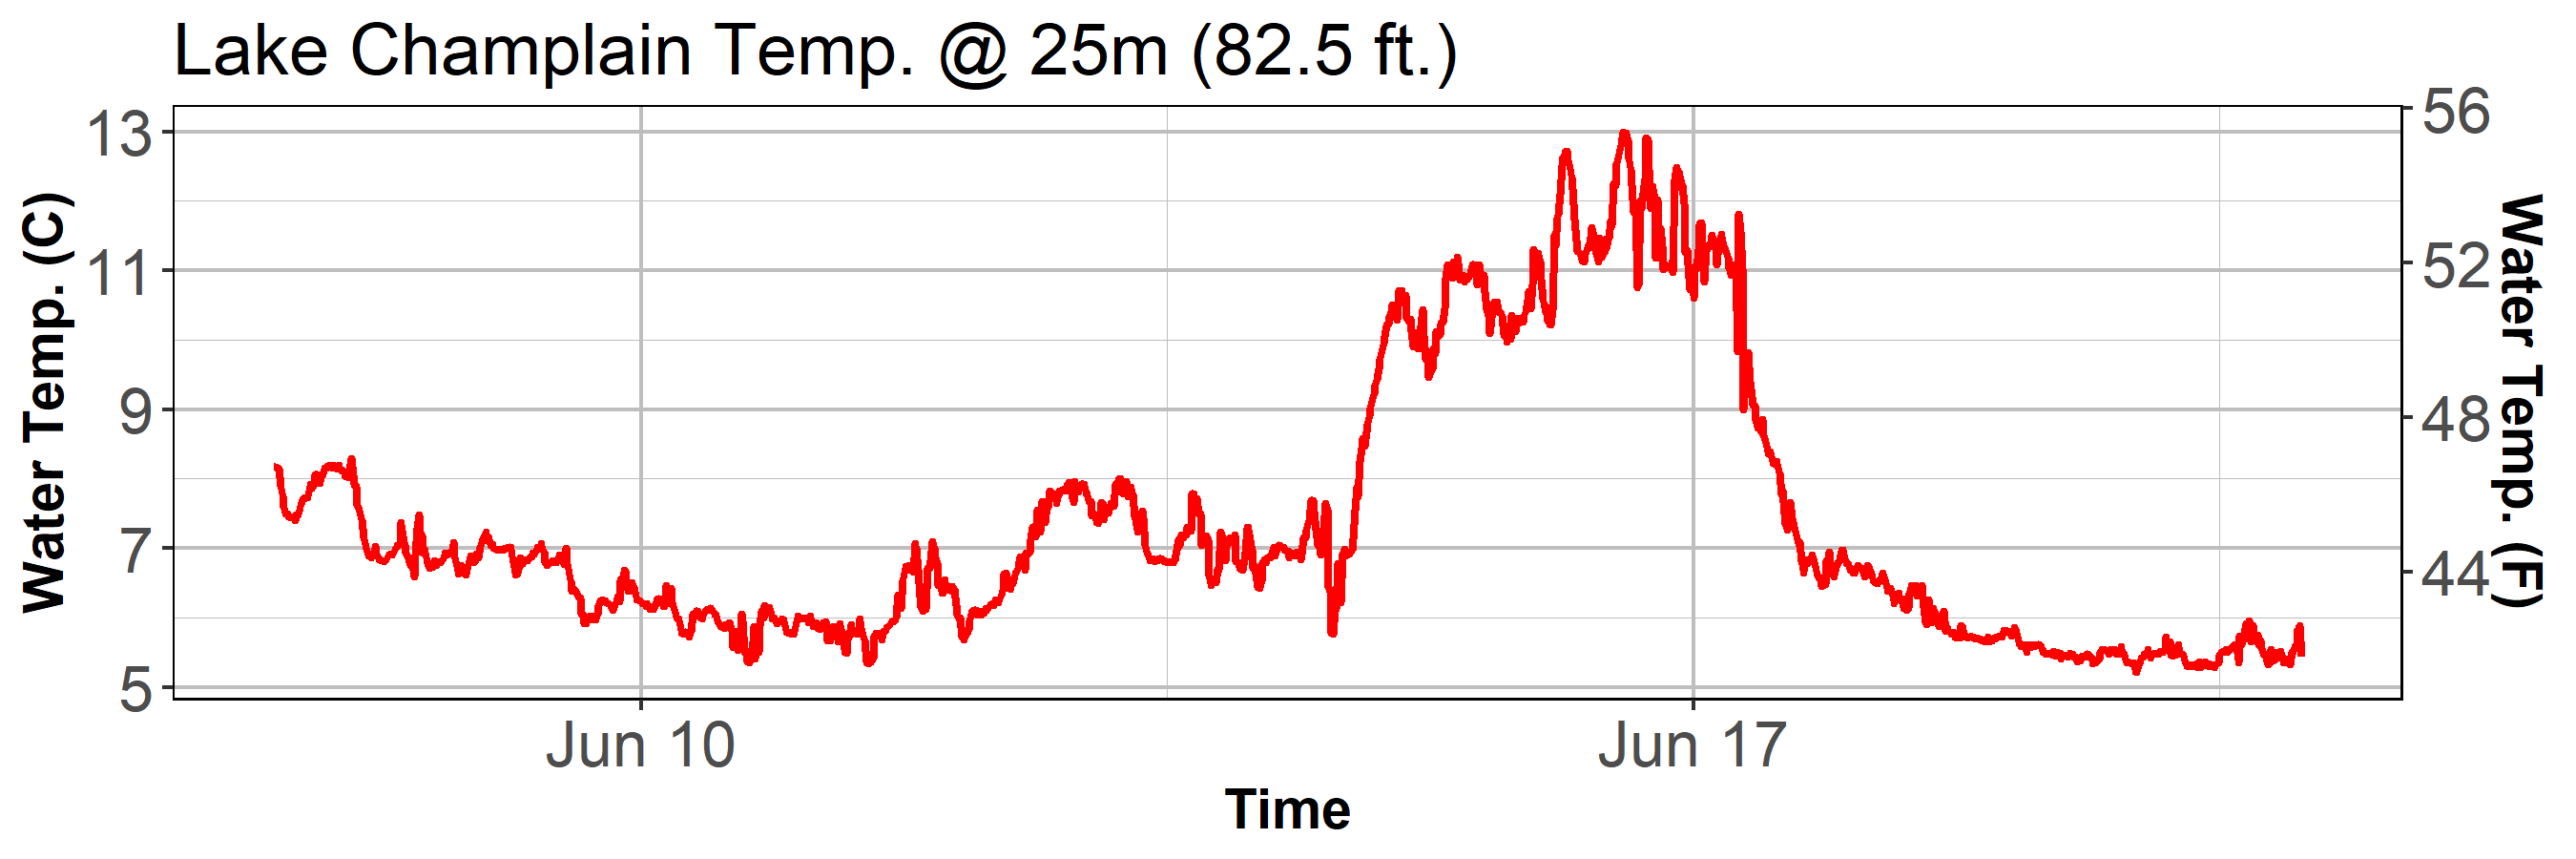 Lake Champlain Temp. @ 25m (82.5 ft.)
Water Temp. (C)
13
11
9
7
5
56
52
48
44
Water Temp. (F)
Jun 10
Jun 17
Time